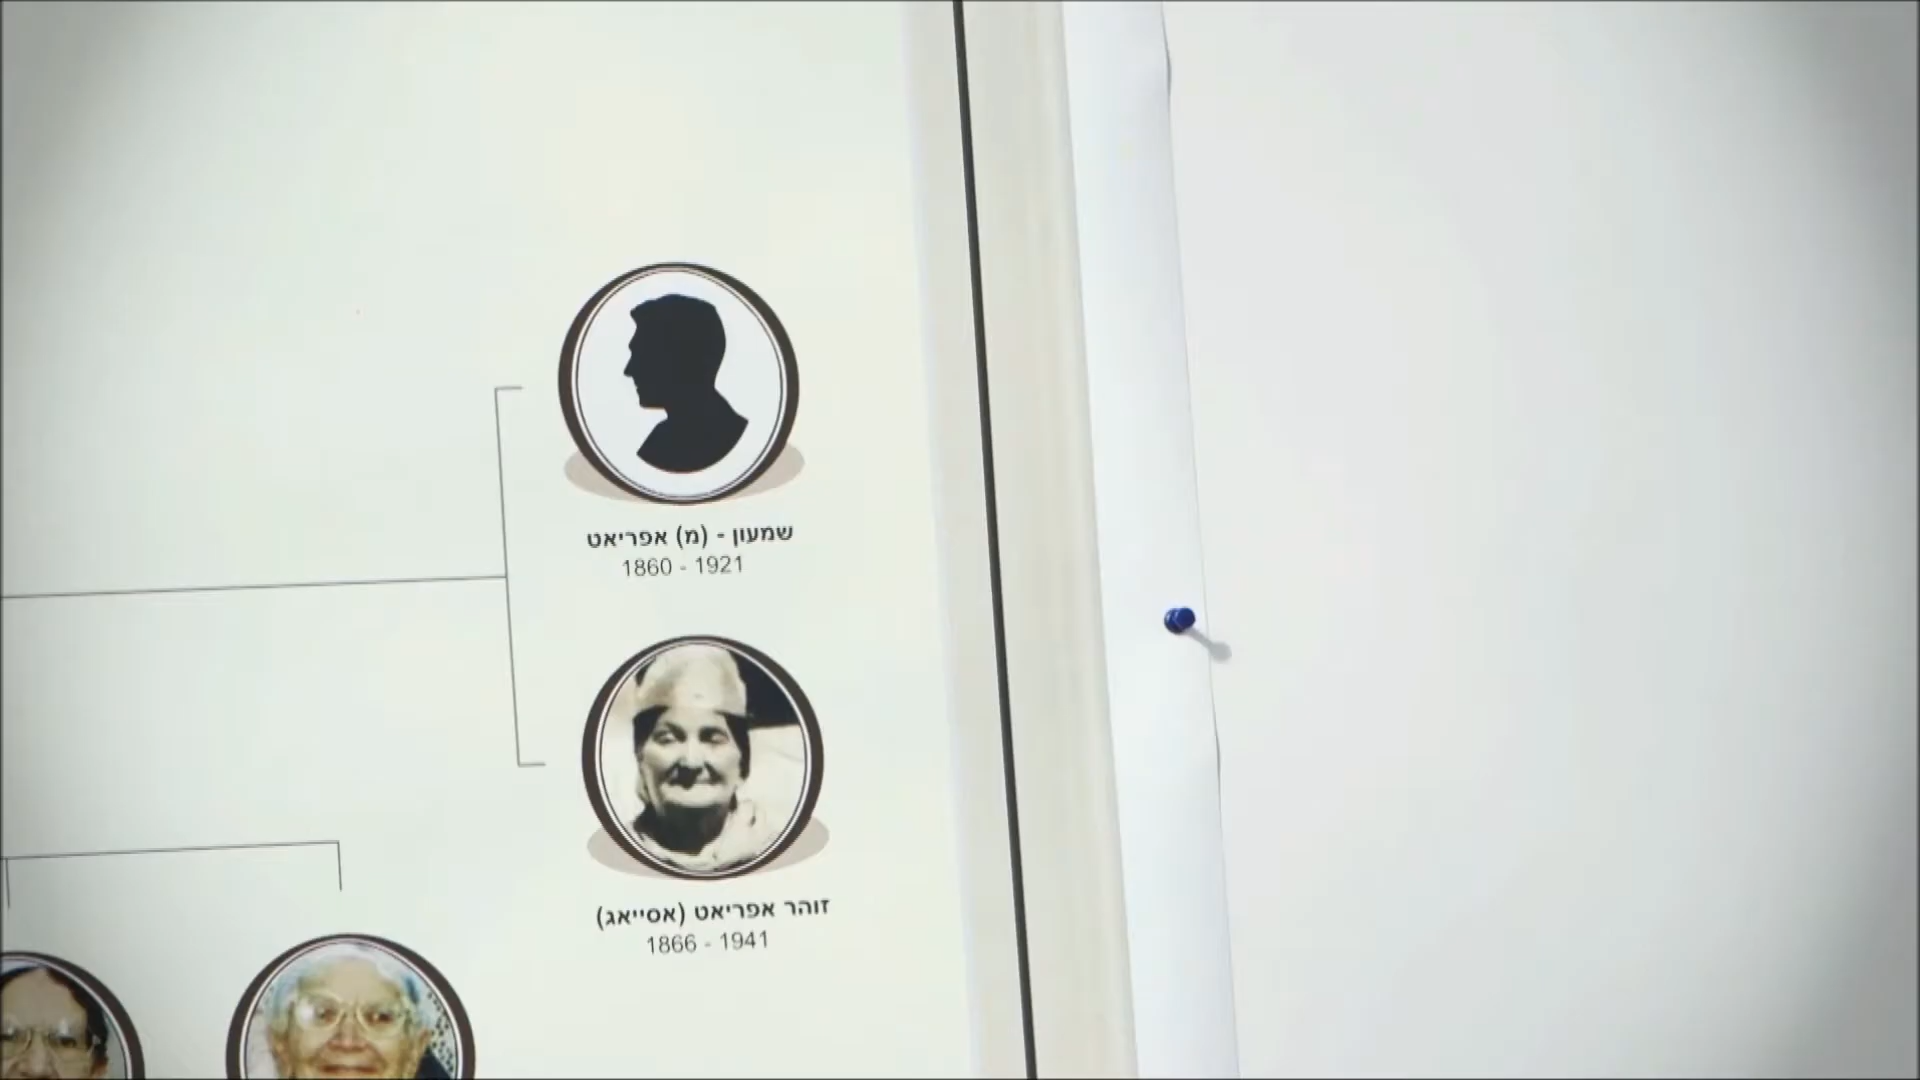 שמעון - (מ) אפריאט
1860 - 1921
זוהר אפריאט (אסייאג)
1866 - 1941